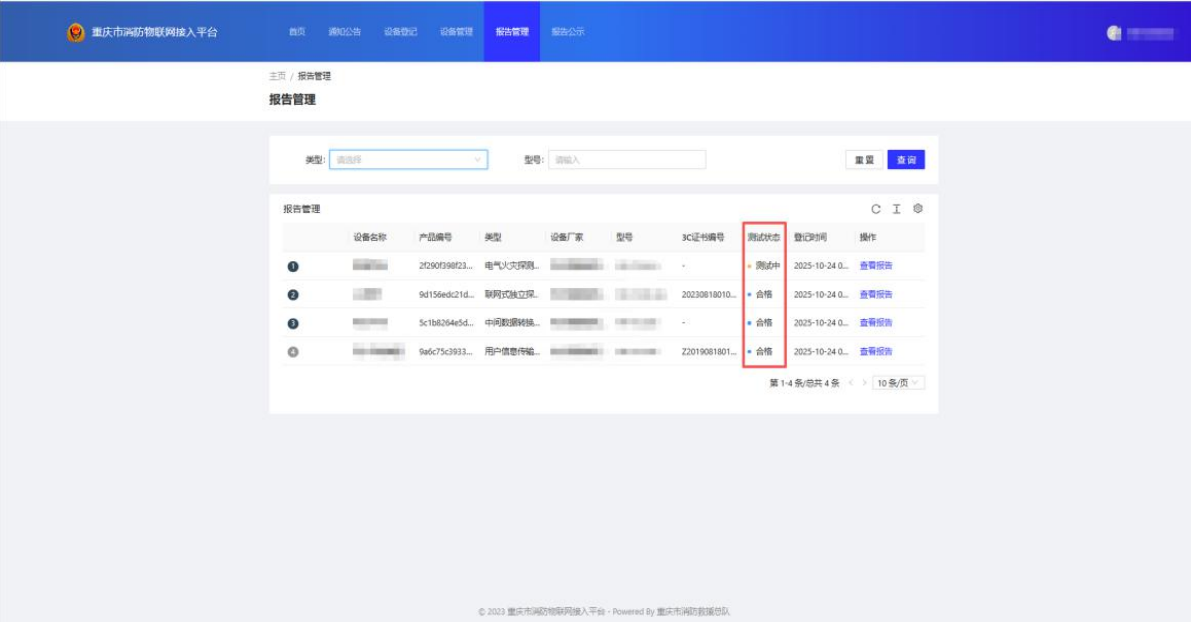 重庆市消防物联网接入平台 首页 通知公告 设备登记 设备管理 报告管理 报告公示
主页 / 报告管理
报告管理
类型: 请选择 型号: 请输入 重置 查询
报告管理
设备名称 产品编号 类型 设备厂家 型号 3C证书编号 测试状态 登记时间 操作
1 2f290f398f23... 电气火灾探测... - 测试中 2025-10-24 0... 查看报告
2 9d156edc21d... 联网式独立探... 20230818010... 合格 2025-10-24 0... 查看报告
3 5c1b8264e5d... 中间数据转换... - 合格 2025-10-24 0... 查看报告
4 9a6c75c3933... 用户信息传输... Z2019081801... 合格 2025-10-24 0... 查看报告
第 1-4 条/总共 4 条 < > 10 条/页
© 2023 重庆市消防物联网接入平台 - Powered By 重庆市消防救援总队